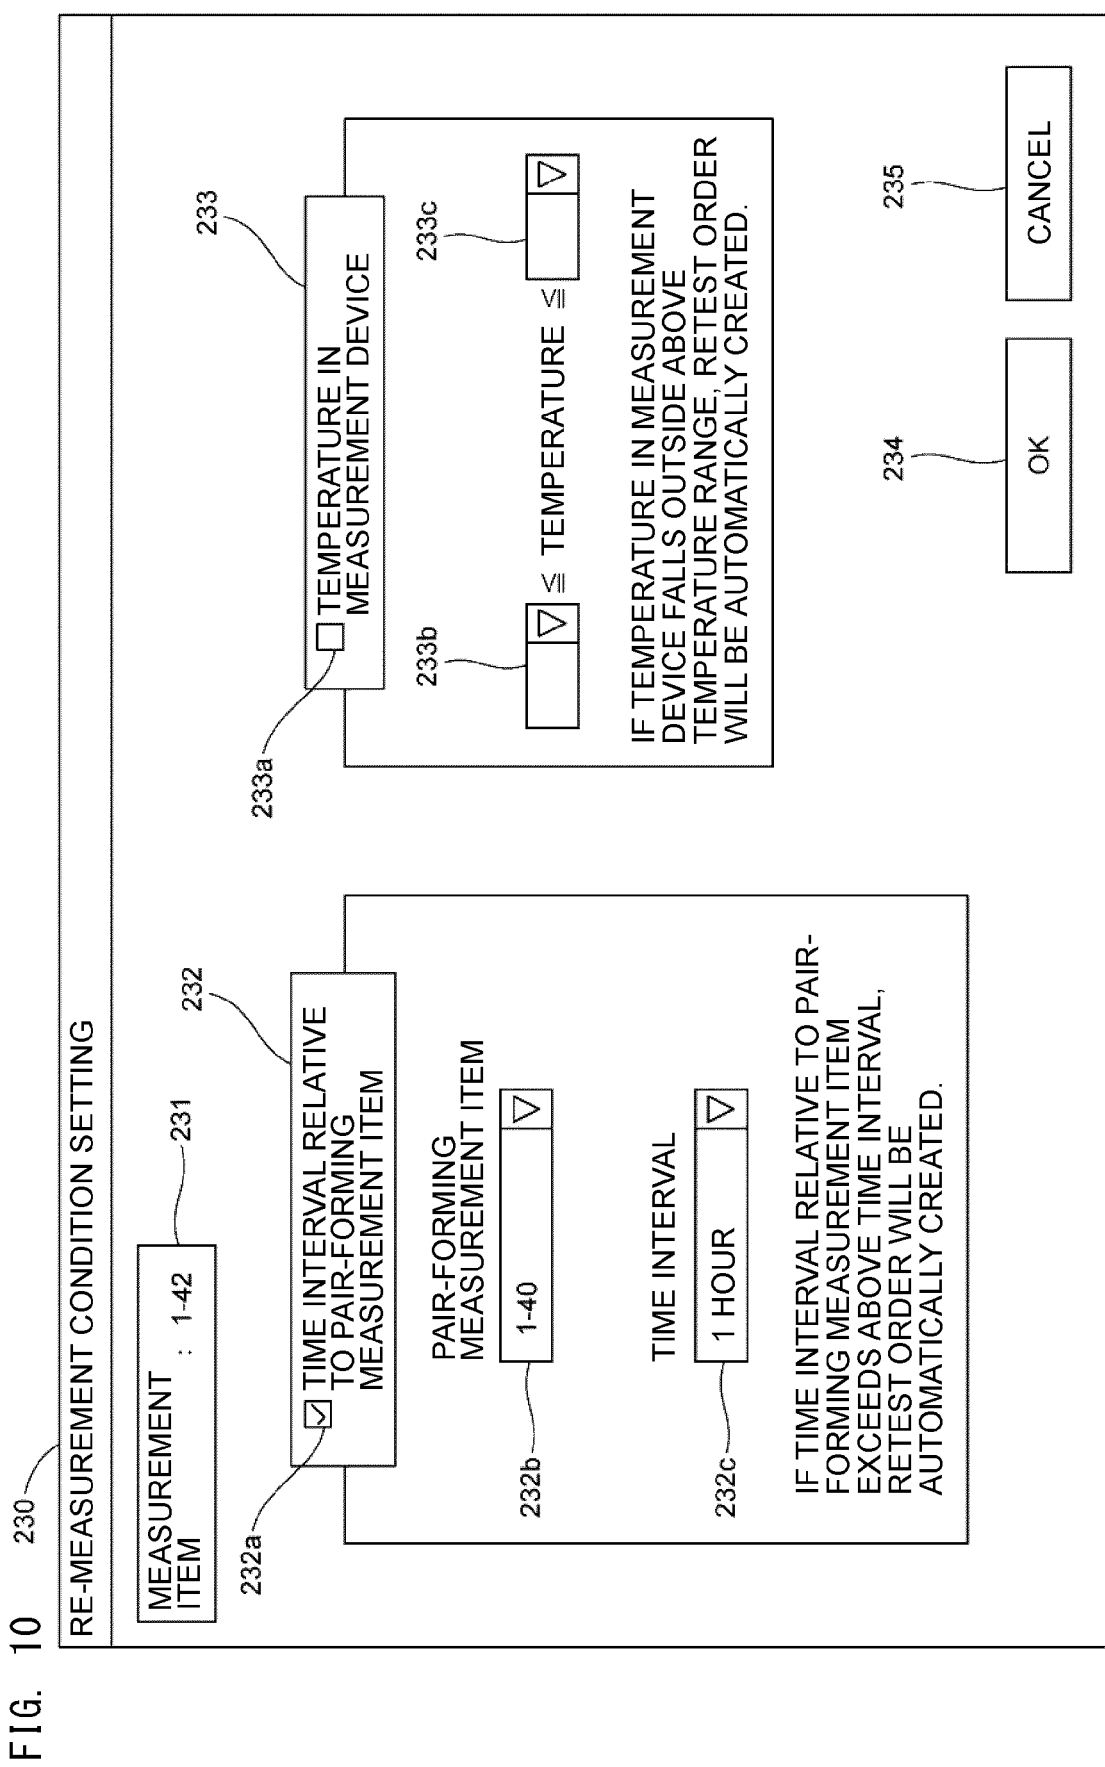 FIG. 10
230
RE-MEASUREMENT CONDITION SETTING
MEASUREMENT
ITEM : 1-42
231
232
232a
TIME INTERVAL RELATIVE
TO PAIR-FORMING
MEASUREMENT ITEM
PAIR-FORMING
MEASUREMENT ITEM
232b
1-40
TIME INTERVAL
232c
1 HOUR
IF TIME INTERVAL RELATIVE TO PAIR-
FORMING MEASUREMENT ITEM
EXCEEDS ABOVE TIME INTERVAL,
RETEST ORDER WILL BE
AUTOMATICALLY CREATED.
233
233a
TEMPERATURE IN
MEASUREMENT DEVICE
233b
233c
≦ TEMPERATURE ≦
IF TEMPERATURE IN MEASUREMENT
DEVICE FALLS OUTSIDE ABOVE
TEMPERATURE RANGE, RETEST ORDER
WILL BE AUTOMATICALLY CREATED.
234
235
OK
CANCEL